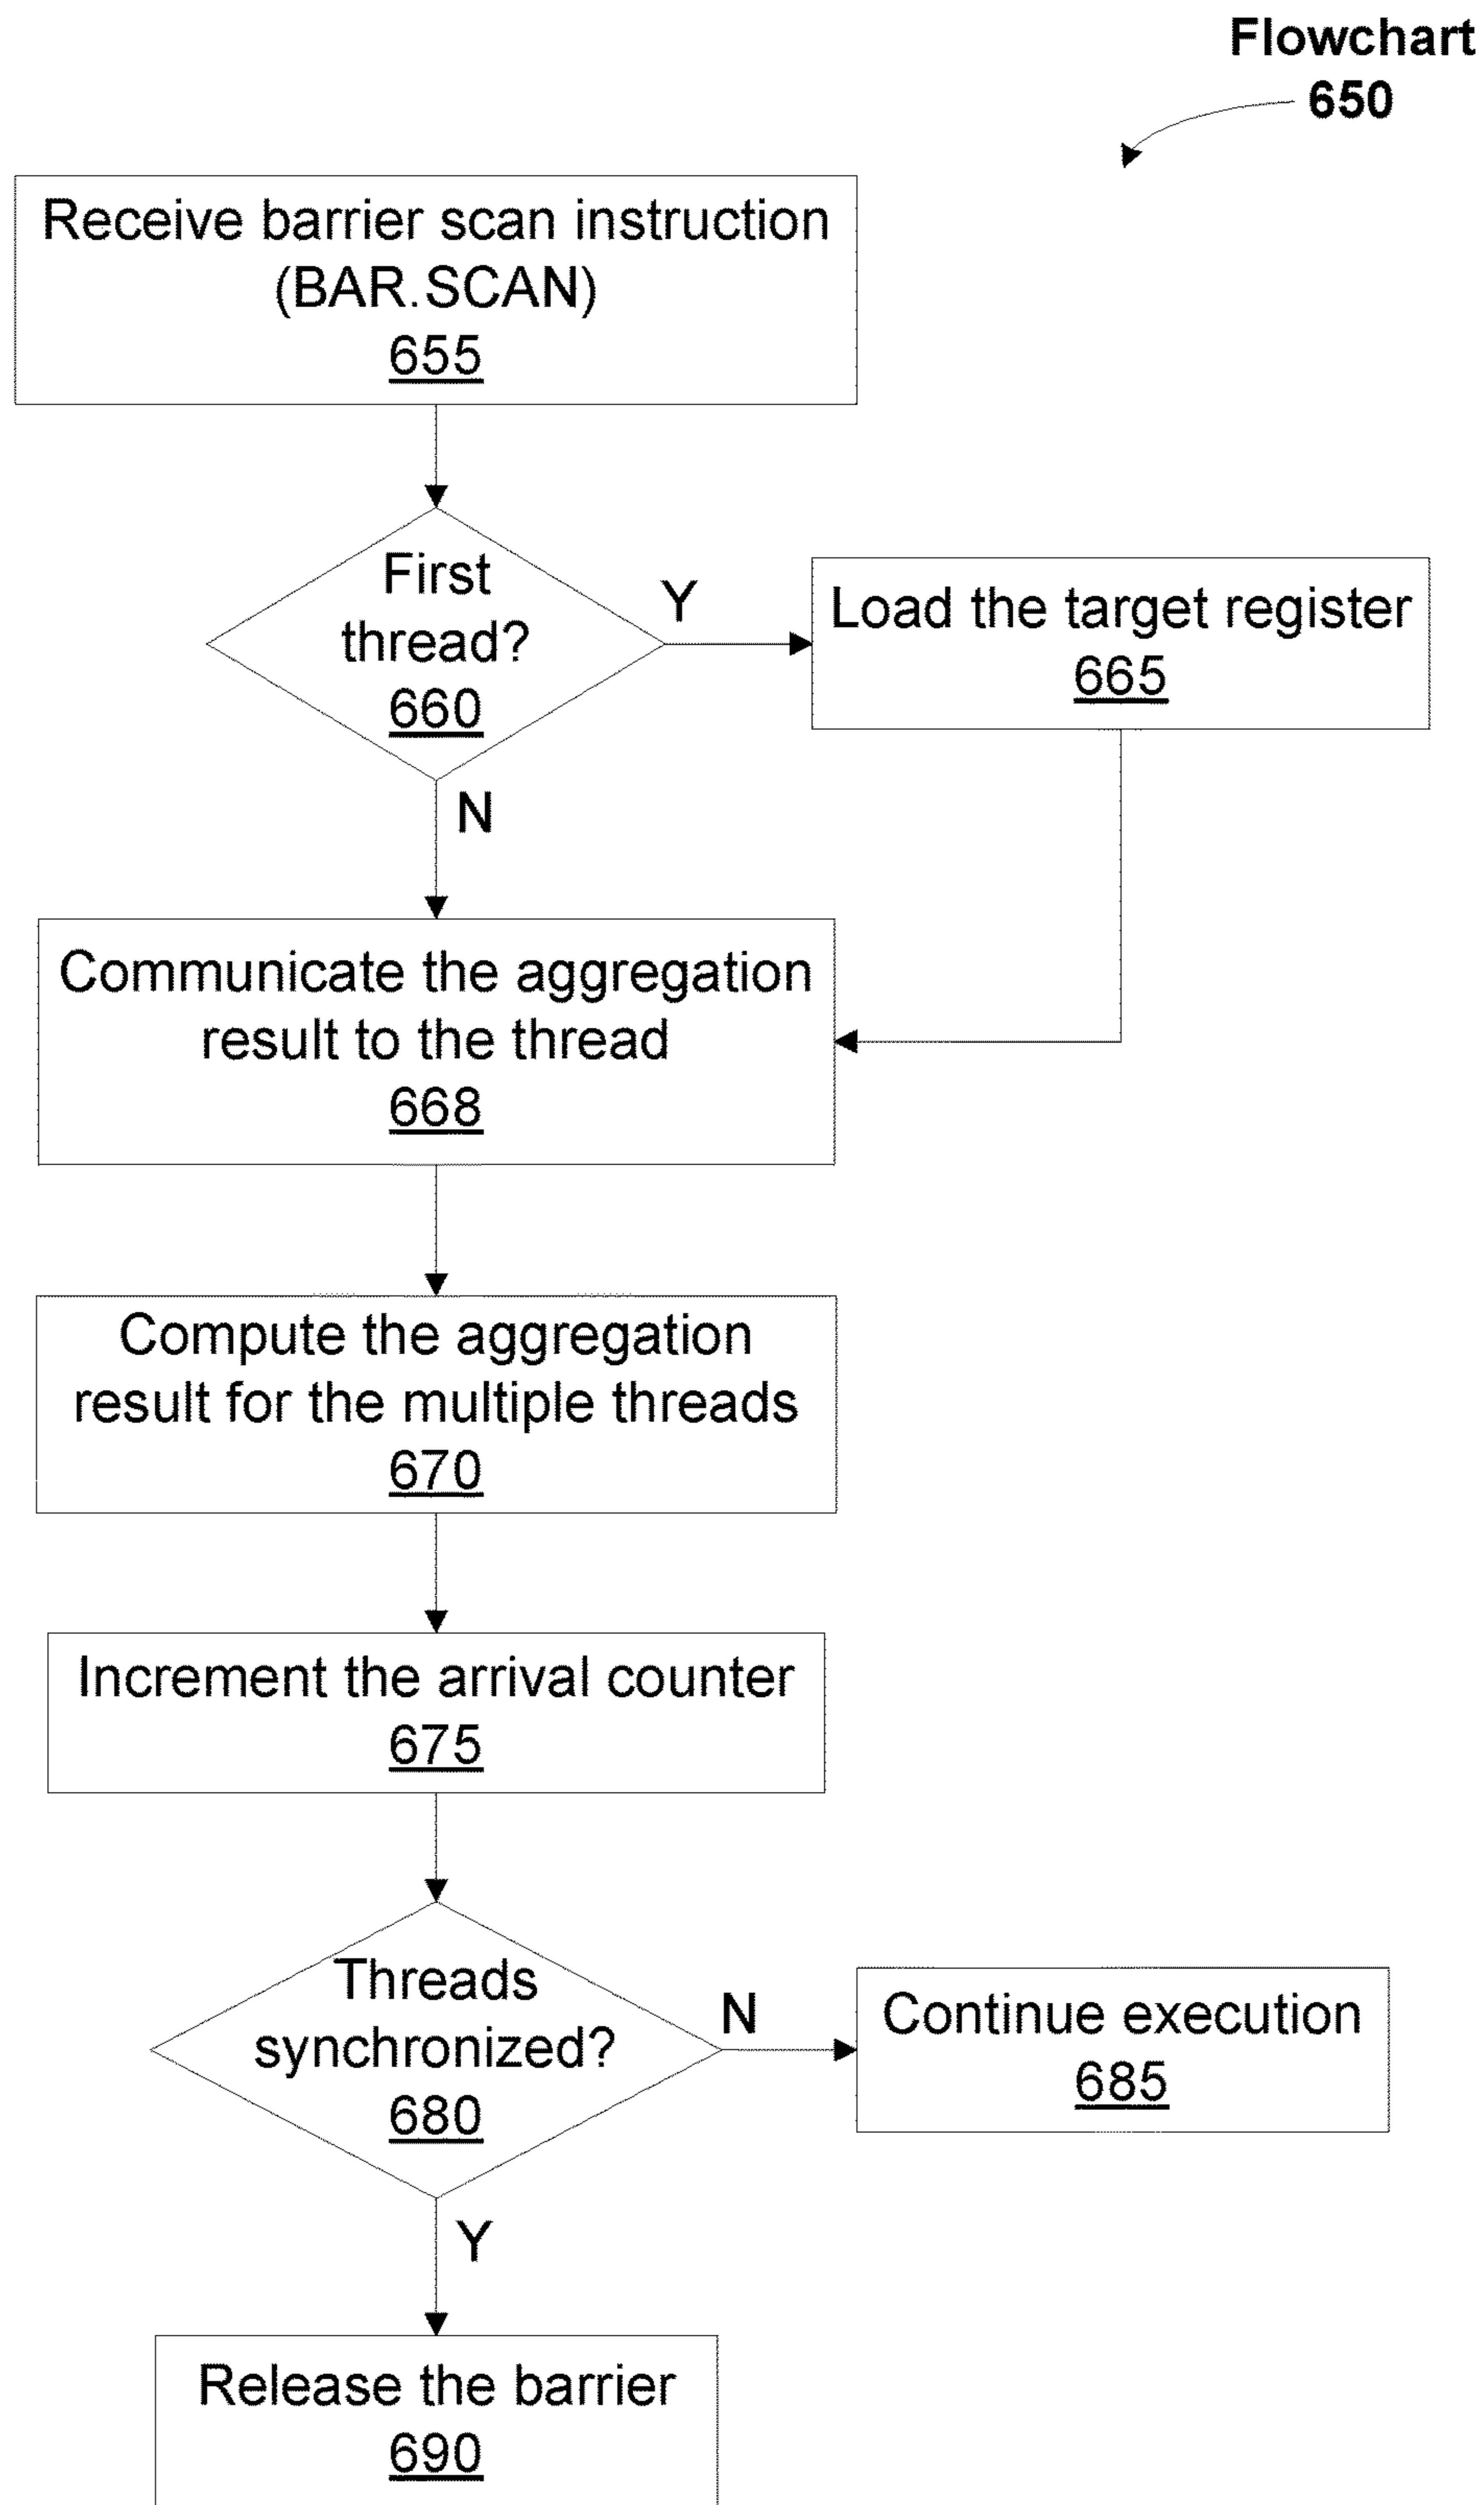 Flowchart
650
Receive barrier scan instruction
(BAR.SCAN)
655
First
thread?
660
Y
Load the target register
665
N
Communicate the aggregation
result to the thread
668
Compute the aggregation
result for the multiple threads
670
Increment the arrival counter
675
Threads
synchronized?
680
N
Continue execution
685
Y
Release the barrier
690